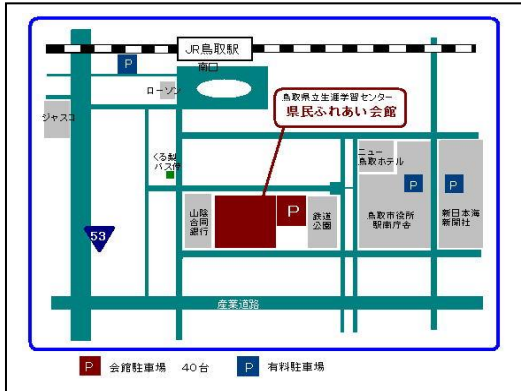 JR鳥取駅
南口
P
ローソン
ジャスコ
鳥取県立生涯学習センター
県民ふれあい会館
くる梨
バス停
ニュー
鳥取ホテル
P
P
山陰
合同
銀行
P
鉄道
公園
鳥取市役所
駅南庁舎
新日本海
新聞社
53
産業道路
P 会館駐車場 40台 P 有料駐車場